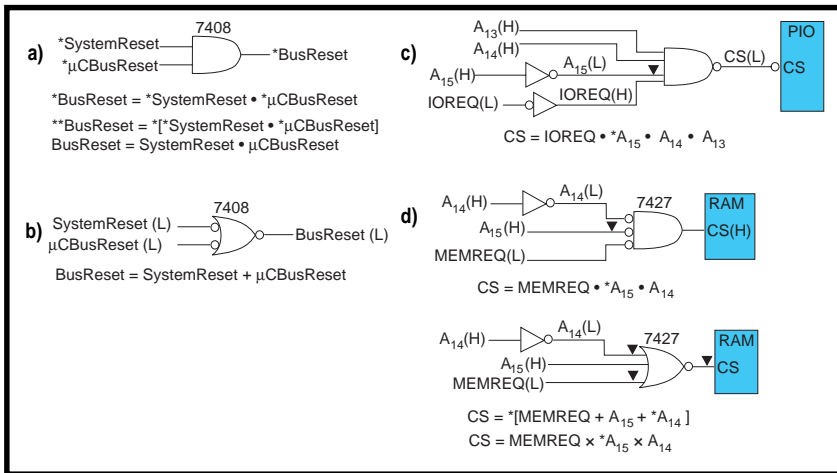 a)
7408
*SystemReset
*μCBusReset
*BusReset
*BusReset = *SystemReset • *μCBusReset
**BusReset = *[*SystemReset • *μCBusReset]
BusReset = SystemReset • μCBusReset
b)
7408
SystemReset (L)
μCBusReset (L)
BusReset (L)
BusReset = SystemReset + μCBusReset
c)
A13(H)
A14(H)
A15(H)
A15(L)
IOREQ(L)
IOREQ(H)
CS(L)
PIO
CS
CS = IOREQ • *A15 • A14 • A13
d)
A14(H)
A14(L)
7427
A15(H)
MEMREQ(L)
RAM
CS(H)
CS = MEMREQ • *A15 • A14
A14(H)
A14(L)
7427
A15(H)
MEMREQ(L)
RAM
CS
CS = *[MEMREQ + A15 + *A14 ]
CS = MEMREQ × *A15 × A14